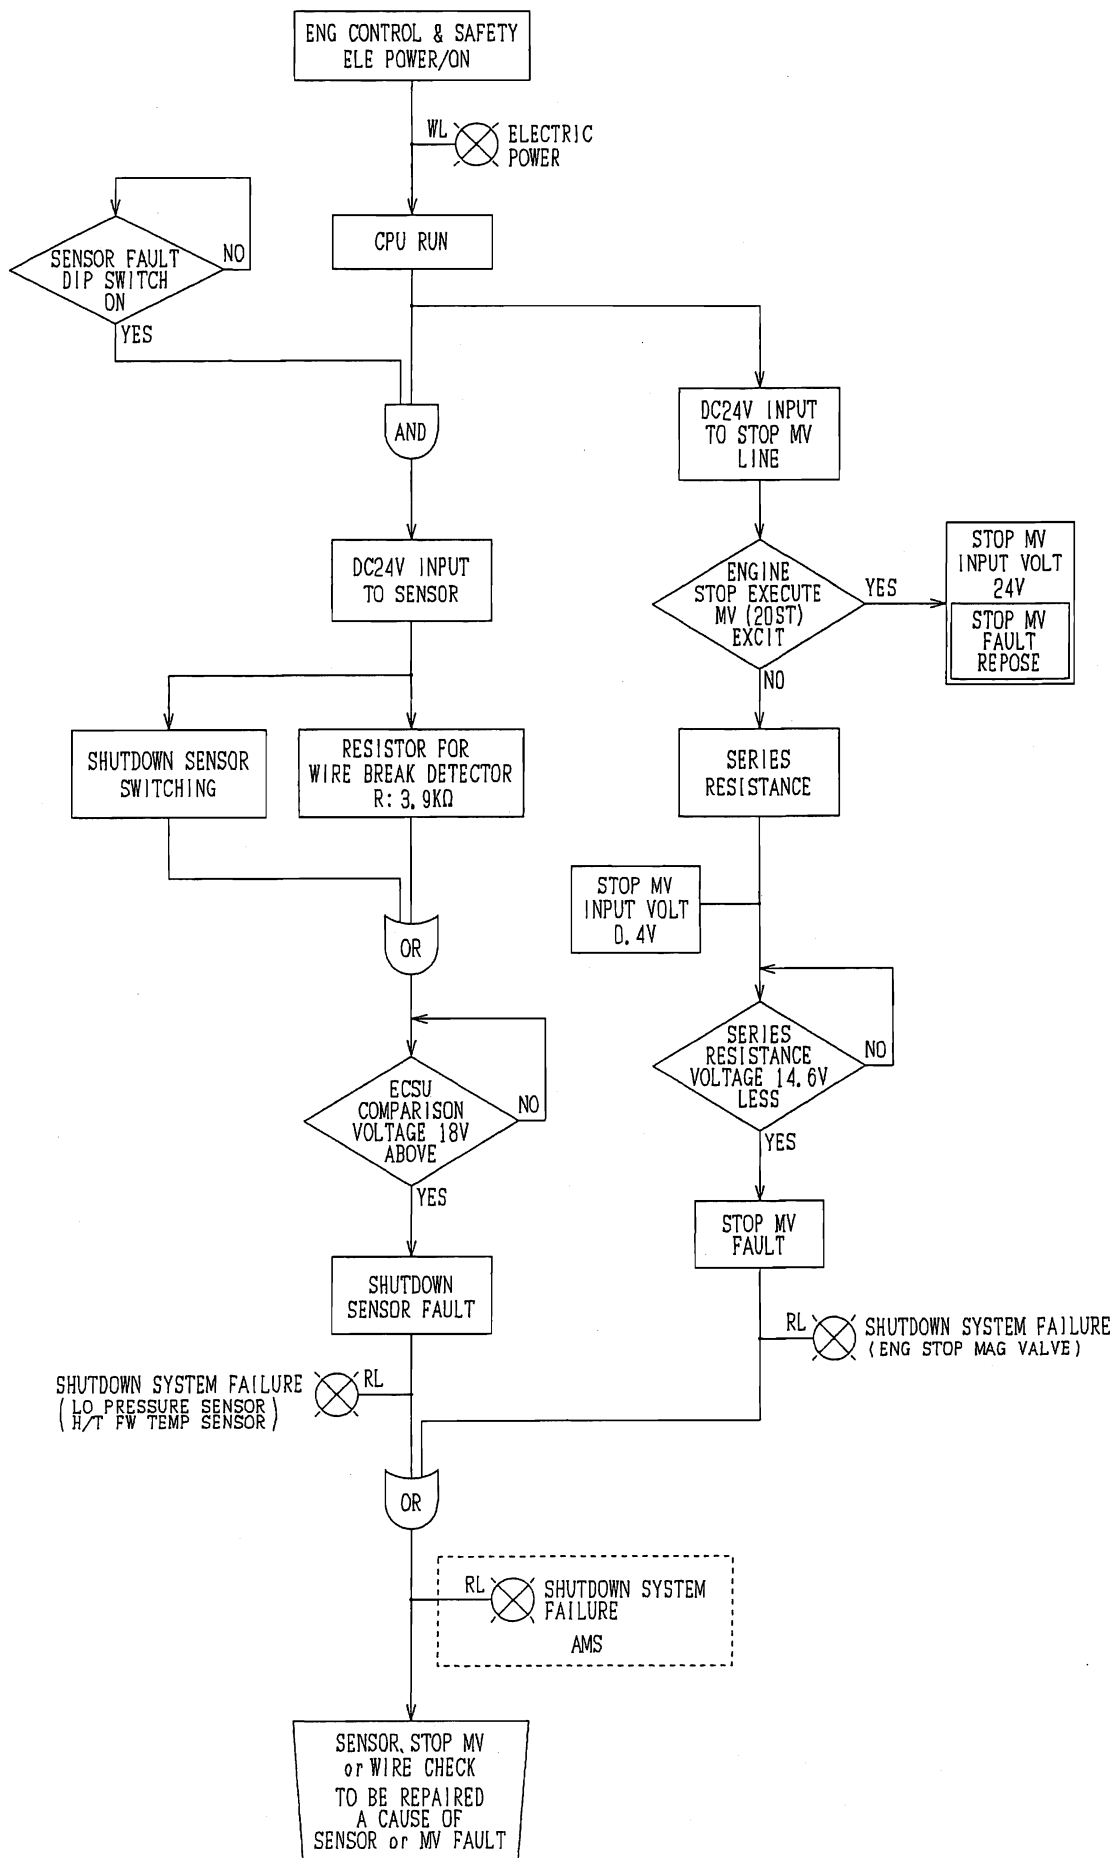 ENG CONTROL & SAFETY
ELE POWER/ON
WL
ELECTRIC
POWER
CPU RUN
SENSOR FAULT
DIP SWITCH
ON
NO
YES
AND
DC24V INPUT
TO STOP MV
LINE
DC24V INPUT
TO SENSOR
ENGINE
STOP EXECUTE
MV (20ST)
EXCIT
YES
NO
STOP MV
INPUT VOLT
24V
STOP MV
FAULT
REPOSE
SHUTDOWN SENSOR
SWITCHING
RESISTOR FOR
WIRE BREAK DETECTOR
R: 3.9KΩ
SERIES
RESISTANCE
STOP MV
INPUT VOLT
0.4V
OR
SERIES
RESISTANCE
VOLTAGE 14.6V
LESS
NO
YES
ECSU
COMPARISON
VOLTAGE 18V
ABOVE
NO
YES
STOP MV
FAULT
SHUTDOWN
SENSOR FAULT
RL
SHUTDOWN SYSTEM FAILURE
(ENG STOP MAG VALVE)
SHUTDOWN SYSTEM FAILURE
(LO PRESSURE SENSOR
H/T FW TEMP SENSOR)
RL
OR
RL
SHUTDOWN SYSTEM
FAILURE
AMS
SENSOR, STOP MV
or WIRE CHECK
TO BE REPAIRED
A CAUSE OF
SENSOR or MV FAULT